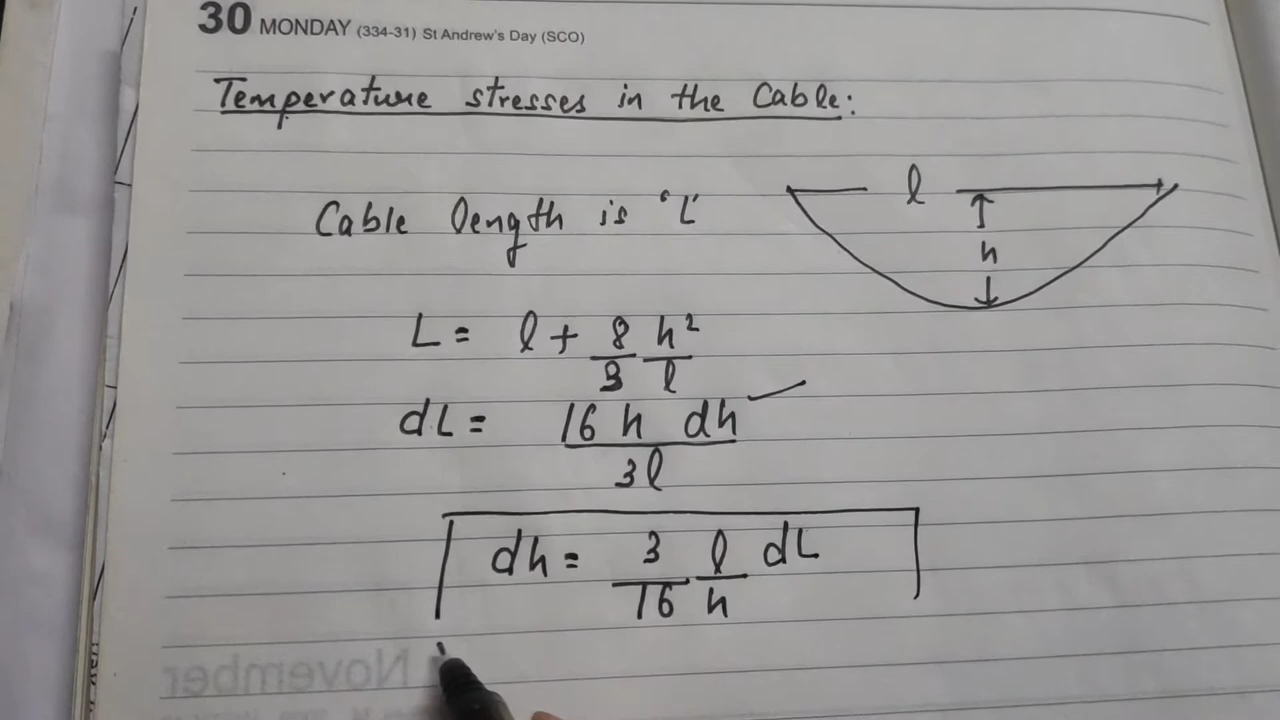 30 MONDAY (334-31) St Andrew's Day (SCO)
Temperature stresses in the Cable:
Cable length is 'L'
l
h
L = l + 8/3 h²/l
dL = 16 h dh / 3l
dh = 3/16 l/h dL
November